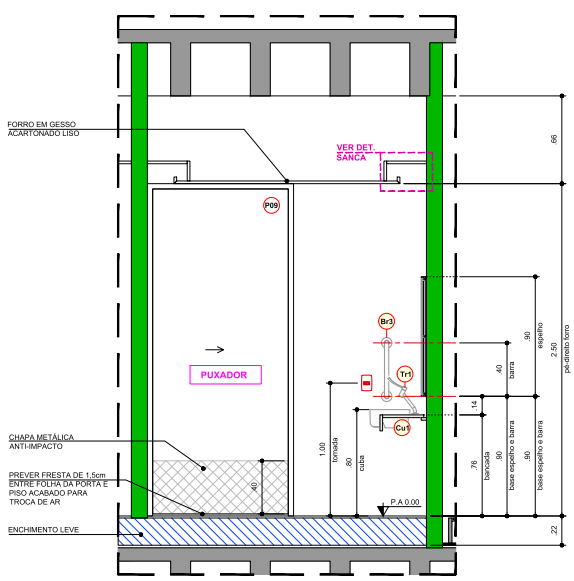 FORRO EM GESSO
ACARTONADO LISO
VER DET.
SANCA
.66
P09
Br3
.90
espelho
2.50
pé-direito forro
.40
barra
PUXADOR
Tr1
.14
Cu1
1.00
tomada
.80
cuba
.76
bancada
.90
base espelho e barra
.90
base espelho e barra
CHAPA METÁLICA
ANTI-IMPACTO
.40
PREVER FRESTA DE 1,5cm
ENTRE FOLHA DA PORTA E
PISO ACABADO PARA
TROCA DE AR
P.A 0.00
ENCHIMENTO LEVE
.22